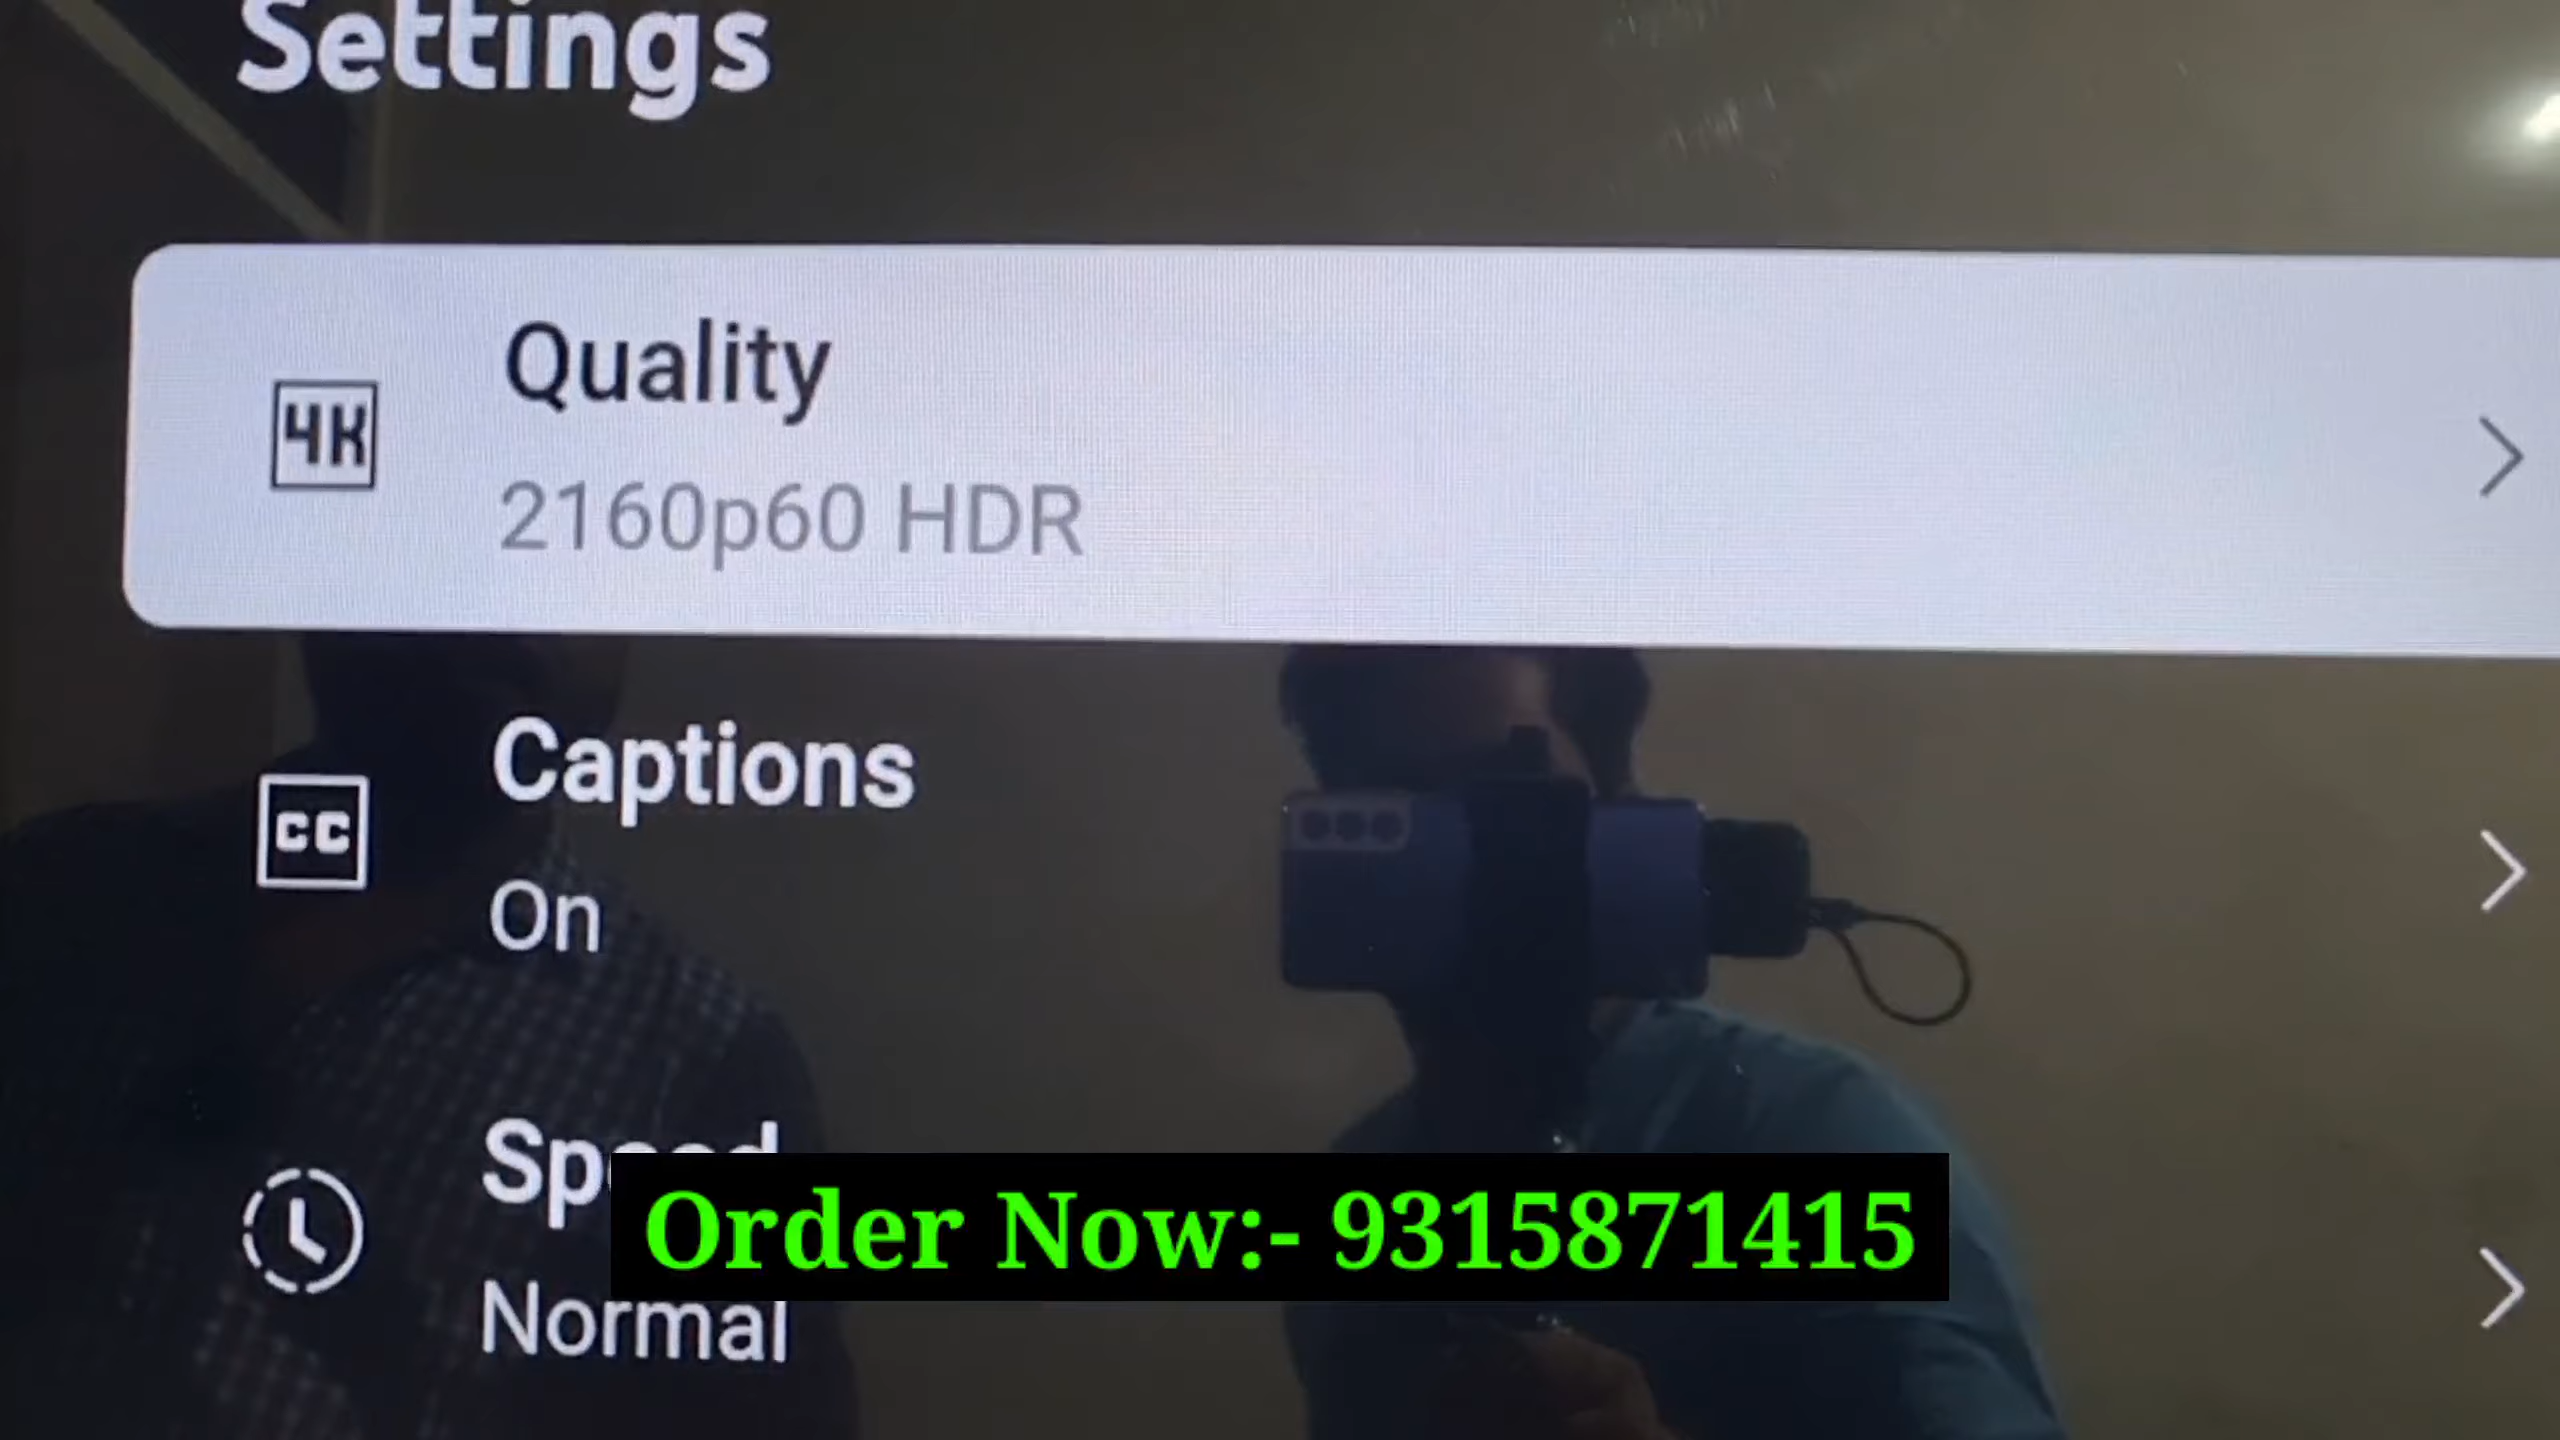 Settings
Quality
4K
2160p60 HDR
Captions
CC
On
Order Now:- 9315871415
Normal